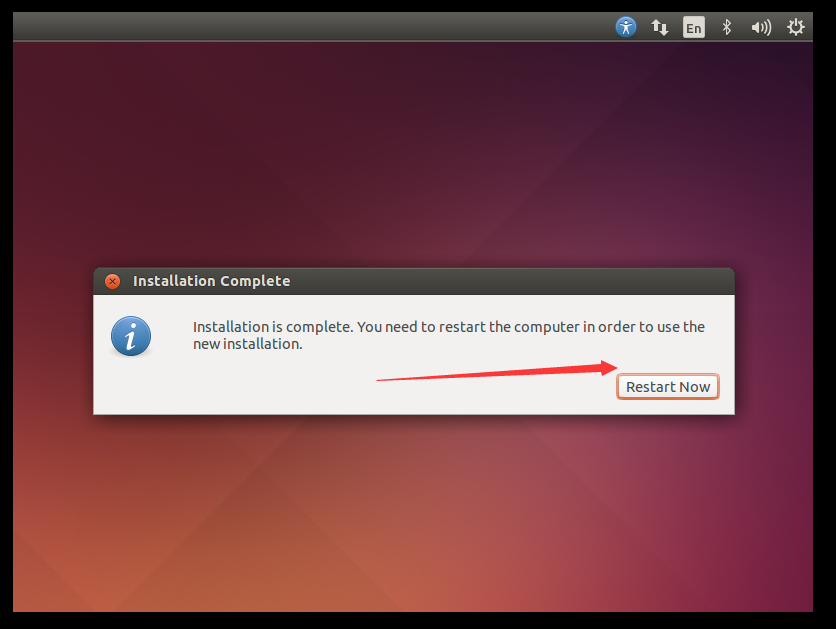 En
Installation Complete
Installation is complete. You need to restart the computer in order to use the
new installation.
Restart Now